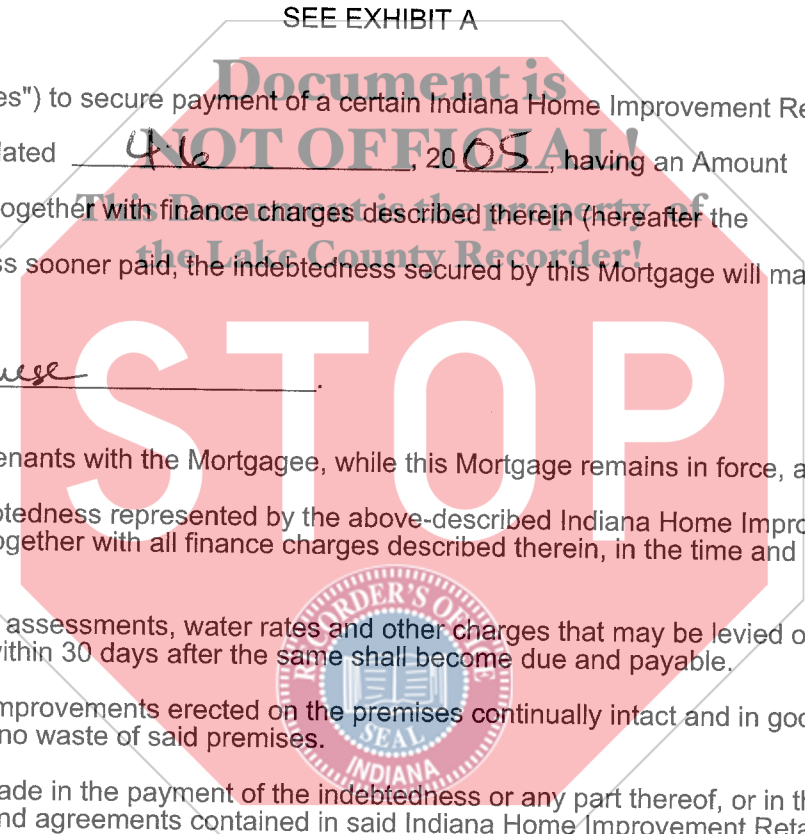 SEE EXHIBIT A
Document is
es") to secure payment of a certain Indiana Home Improvement Re
NOT OFFICIAL!
lated 4-6, 2005, having an Amount
This Document is the property of
ogether with finance charges described therein (hereafter the
the Lake County Recorder!
ss sooner paid, the indebtedness secured by this Mortgage will ma
STOP
enants with the Mortgagee, while this Mortgage remains in force, a
otedness represented by the above-described Indiana Home Impro
ogether with all finance charges described therein, in the time and
RECORDER'S OFFICE
assessments, water rates and other charges that may be levied o
ithin 30 days after the same shall become due and payable.
mprovements erected on the premises continually intact and in goo
no waste of said premises.
SEAL
INDIANA
ade in the payment of the indebtedness or any part thereof, or in th
nd agreements contained in said Indiana Home Improvement Reta